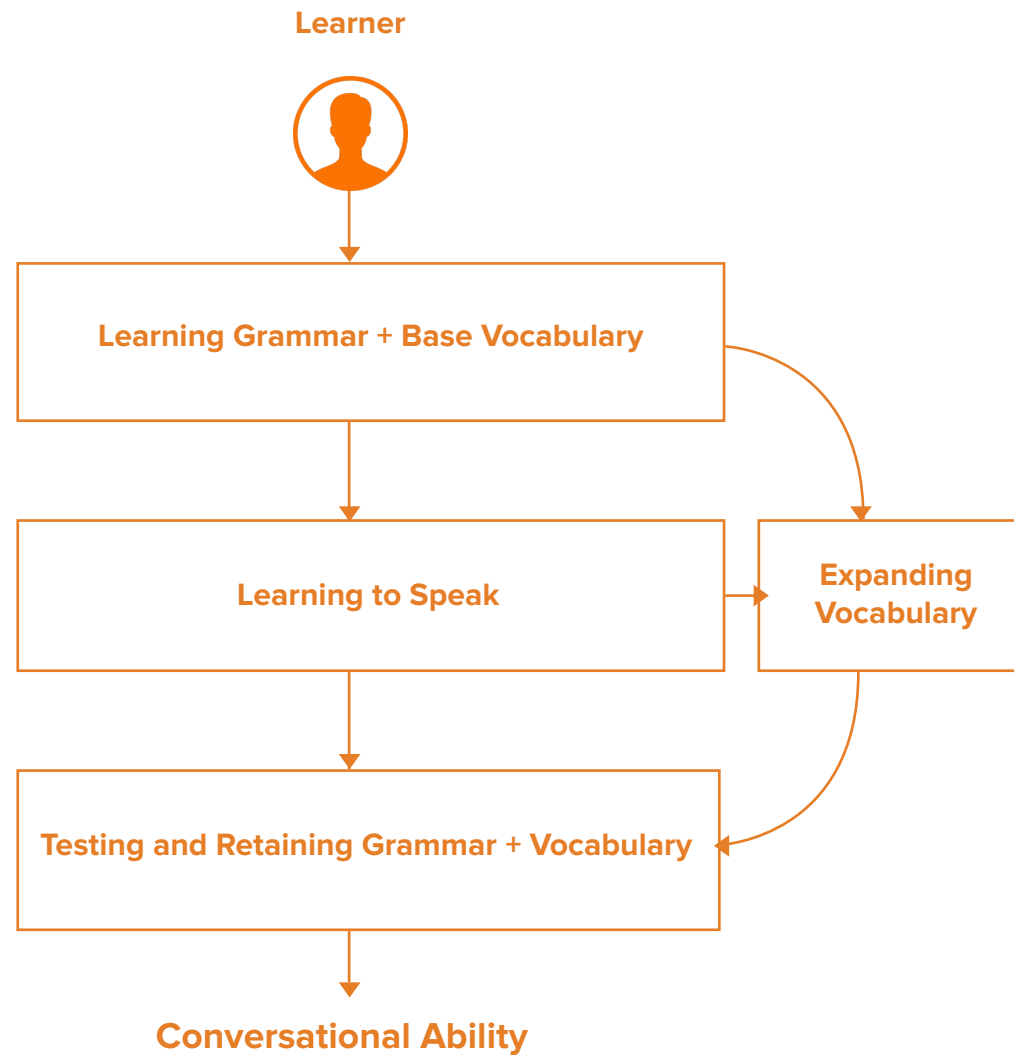 Learner
Learning Grammar + Base Vocabulary
Learning to Speak
Expanding
Vocabulary
Testing and Retaining Grammar + Vocabulary
Conversational Ability